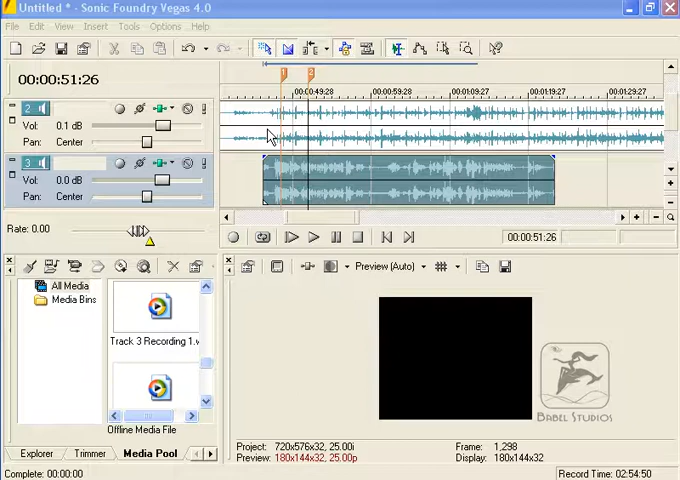 Untitled * - Sonic Foundry Vegas 4.0
File Edit View Insert Tools Options Help
00:00:51:26
1 2
00:00:49:28 00:00:59:28 00:01:09:27 00:01:19:27 00:01:29:27
2
Vol: 0.1 dB
Pan: Center
3
Vol: 0.0 dB
Pan: Center
Rate: 0.00
00:00:51:26
Preview (Auto)
All Media
Media Bins
Track 3 Recording 1.w
Offline Media File
BABEL STUDIOS
Explorer Trimmer Media Pool
Project: 720x576x32, 25.00i
Preview: 180x144x32, 25.00p
Frame: 1,298
Display: 180x144x32
Complete: 00:00:00
Record Time: 02:54:50